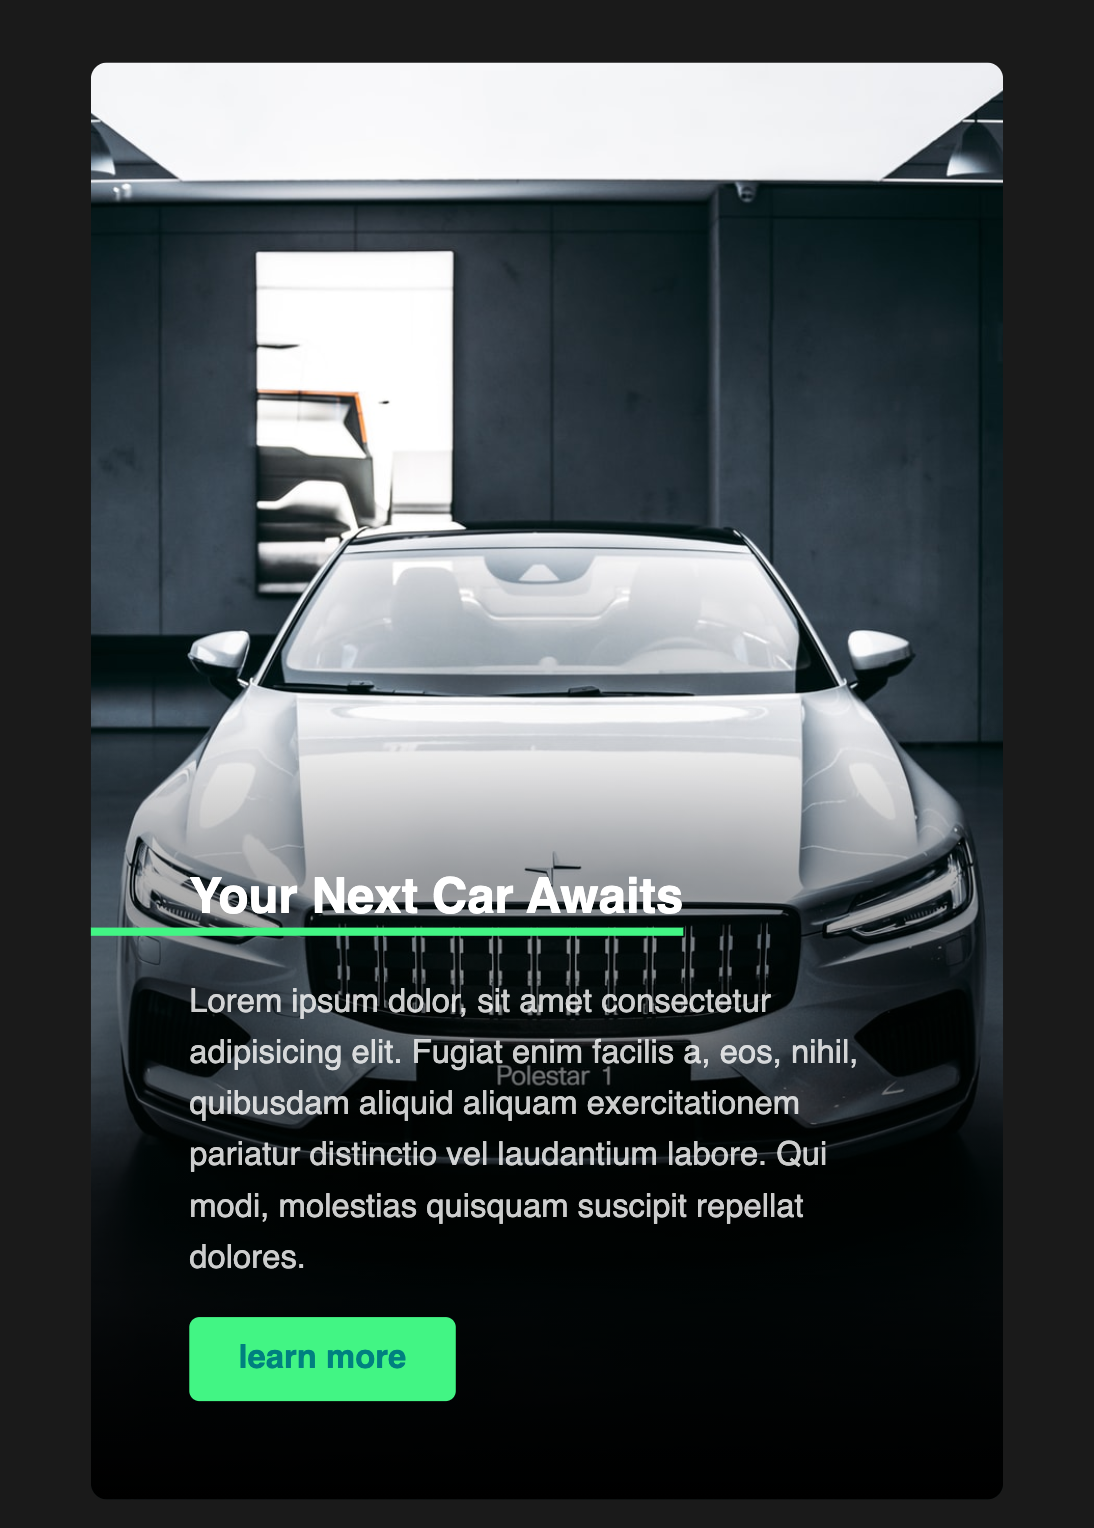 Your Next Car Awaits
Lorem ipsum dolor, sit amet consectetur
adipisicing elit. Fugiat enim facilis a, eos, nihil,
Polestar 1
quibusdam aliquid aliquam exercitationem
pariatur distinctio vel laudantium labore. Qui
modi, molestias quisquam suscipit repellat
dolores.
learn more